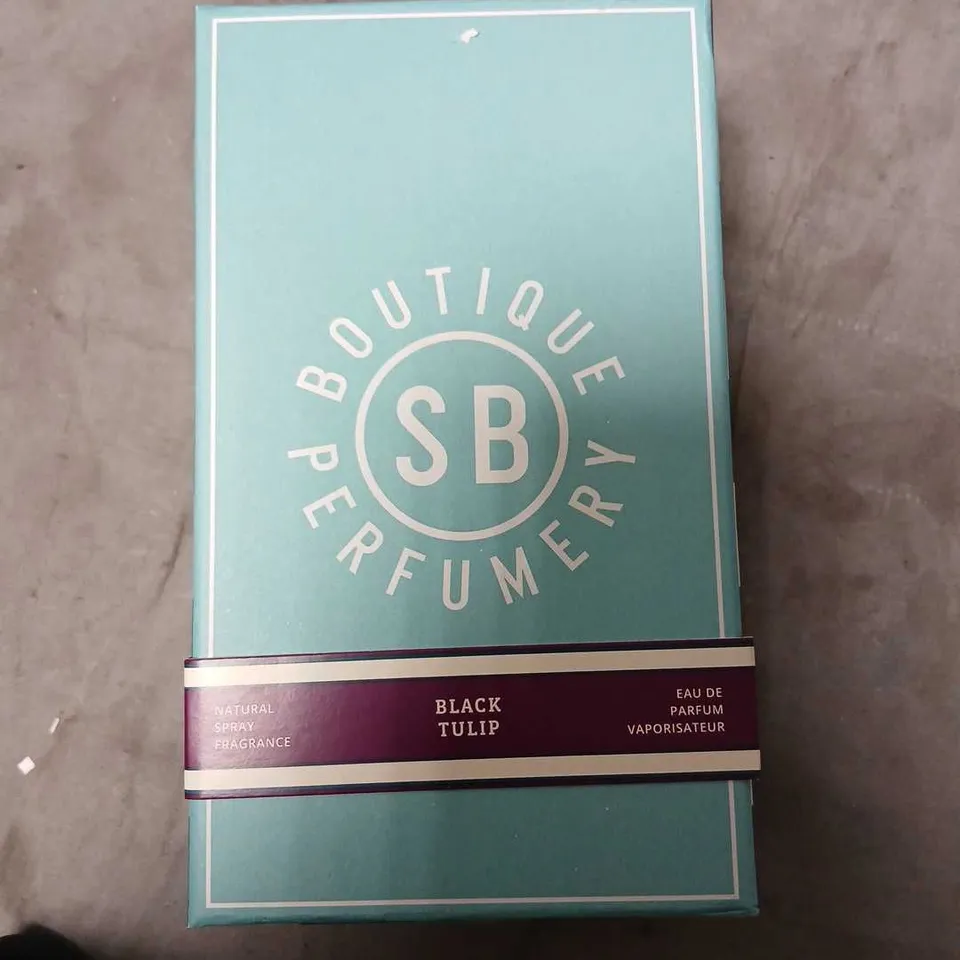 BOUTIQUE
SB
PERFUMERY
NATURAL
SPRAY
FRAGRANCE
BLACK
TULIP
EAU DE
PARFUM
VAPORISATEUR